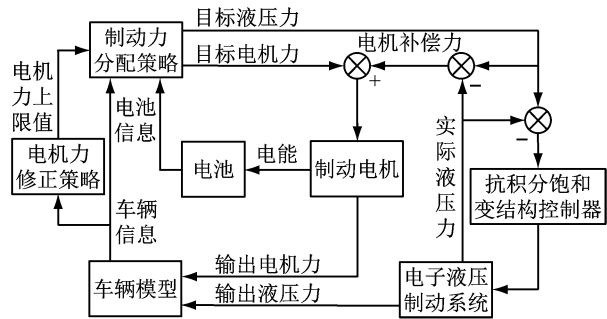 目标液压力
制动力
分配策略
目标电机力
电机补偿力
+
−
−
电机
力上
限值
电池
信息
实际液压力
电机力
修正策略
电池
电能
制动电机
抗积分饱和
变结构控制器
车辆
信息
车辆模型
输出电机力
输出液压力
电子液压
制动系统